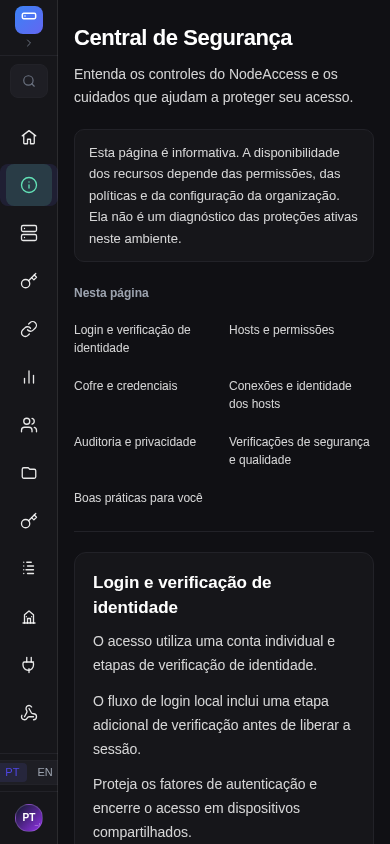 Central de Segurança
Entenda os controles do NodeAccess e os
cuidados que ajudam a proteger seu acesso.
Esta página é informativa. A disponibilidade
dos recursos depende das permissões, das
políticas e da configuração da organização.
Ela não é um diagnóstico das proteções ativas
neste ambiente.
Nesta página
Login e verificação de
identidade
Hosts e permissões
Cofre e credenciais
Conexões e identidade
dos hosts
Auditoria e privacidade
Verificações de segurança
e qualidade
Boas práticas para você
Login e verificação de
identidade
O acesso utiliza uma conta individual e
etapas de verificação de identidade.
O fluxo de login local inclui uma etapa
adicional de verificação antes de liberar a
sessão.
Proteja os fatores de autenticação e
encerre o acesso em dispositivos
compartilhados.
PT EN
PT